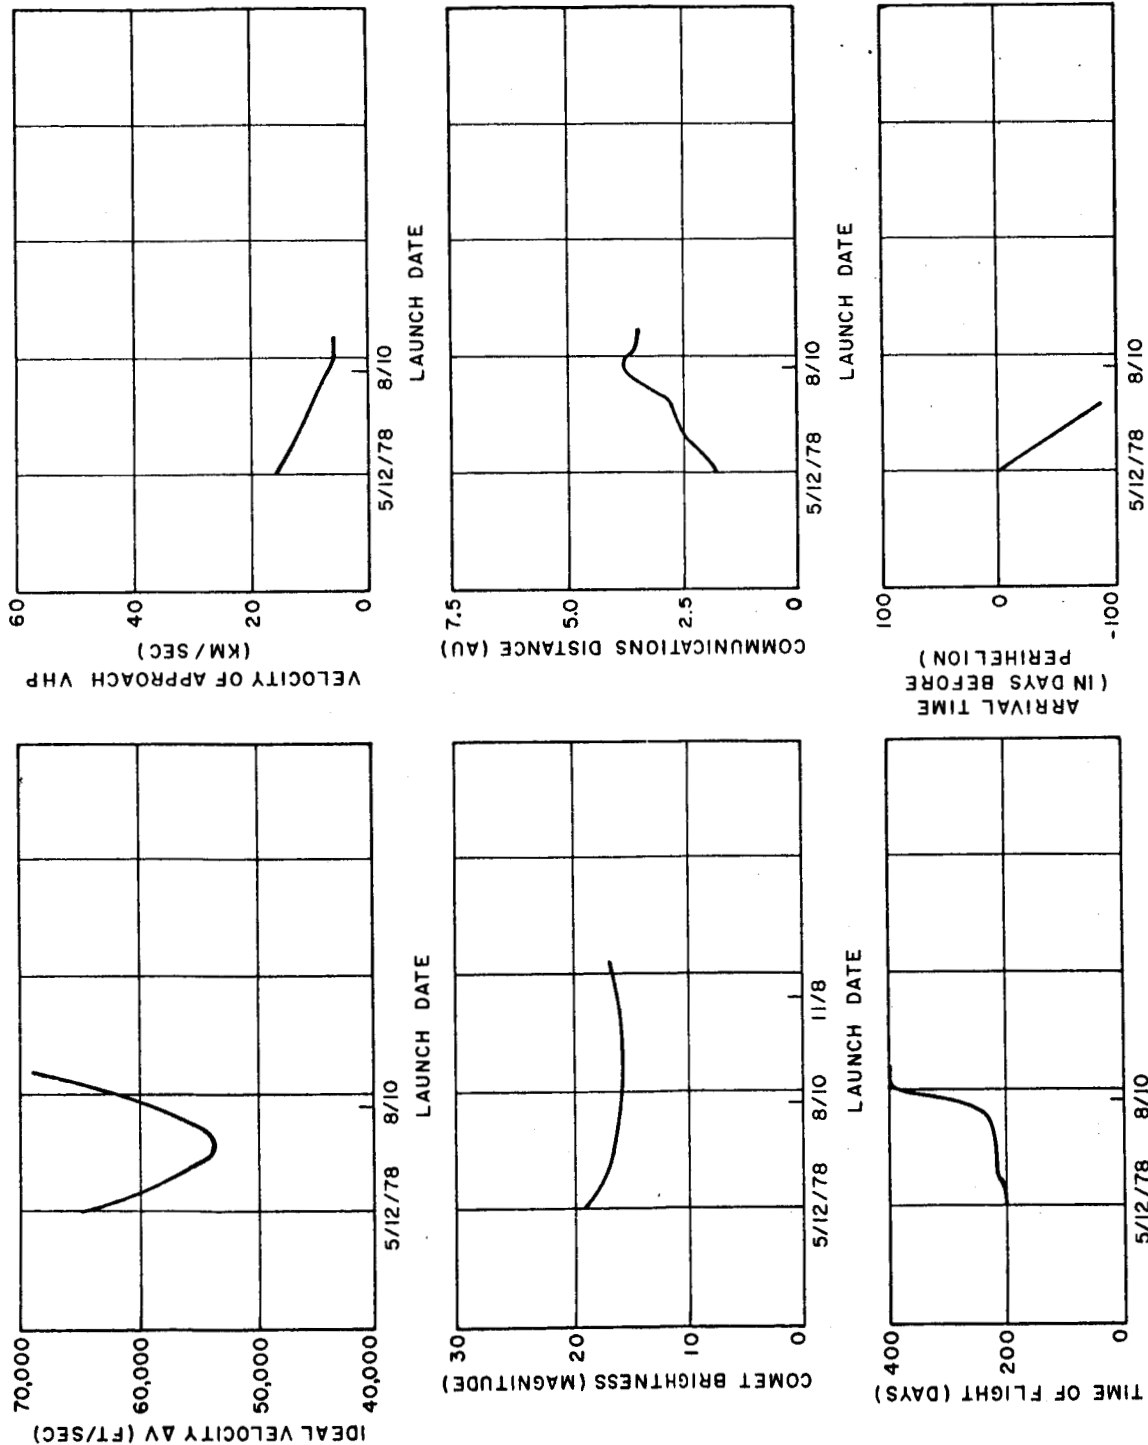 70,000
60,000
50,000
40,000
IDEAL VELOCITY ΔV (FT/SEC)
5/12/78
8/10
LAUNCH DATE
60
40
20
0
VELOCITY OF APPROACH VHP
(KM/SEC)
5/12/78
8/10
LAUNCH DATE
30
20
10
0
COMET BRIGHTNESS (MAGNITUDE)
5/12/78
8/10
11/8
LAUNCH DATE
7.5
5.0
2.5
0
COMMUNICATIONS DISTANCE (AU)
5/12/78
8/10
LAUNCH DATE
400
200
0
TIME OF FLIGHT (DAYS)
5/12/78
8/10
100
0
-100
ARRIVAL TIME
(IN DAYS BEFORE
PERIHELION)
5/12/78
8/10